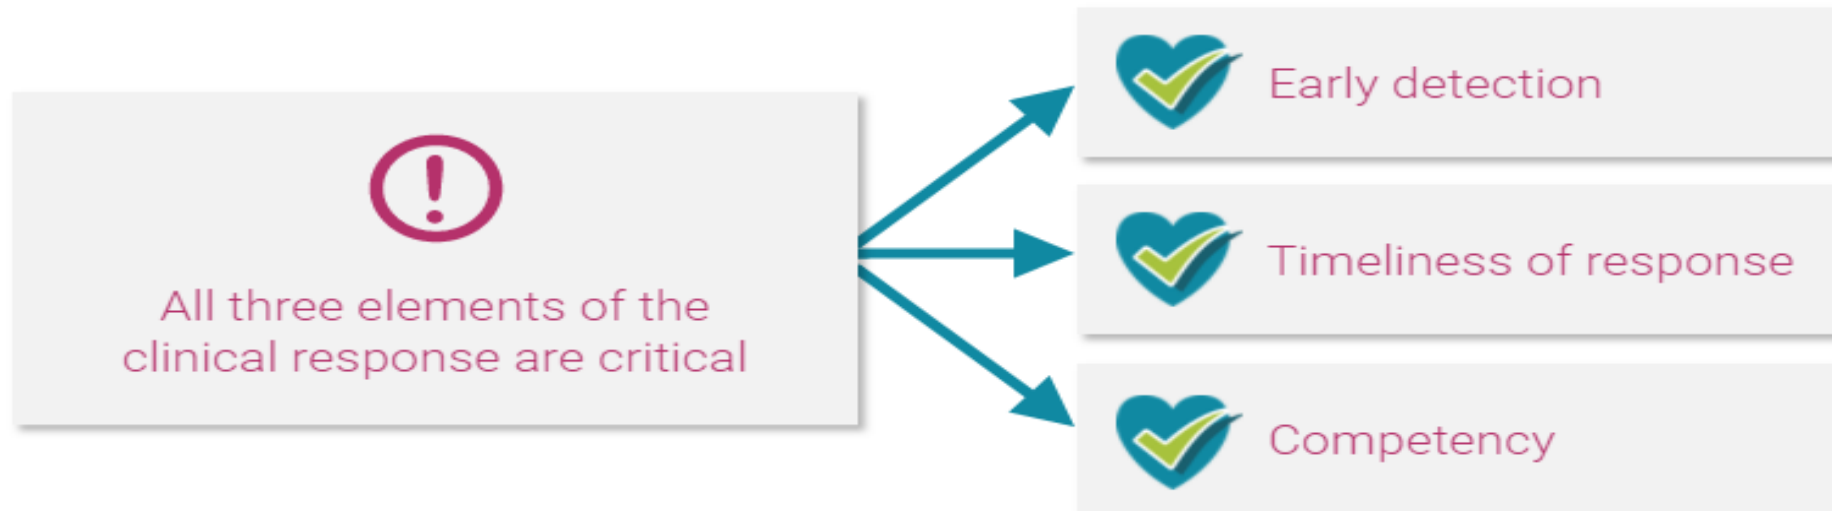 All three elements of the
clinical response are critical
Early detection
Timeliness of response
Competency